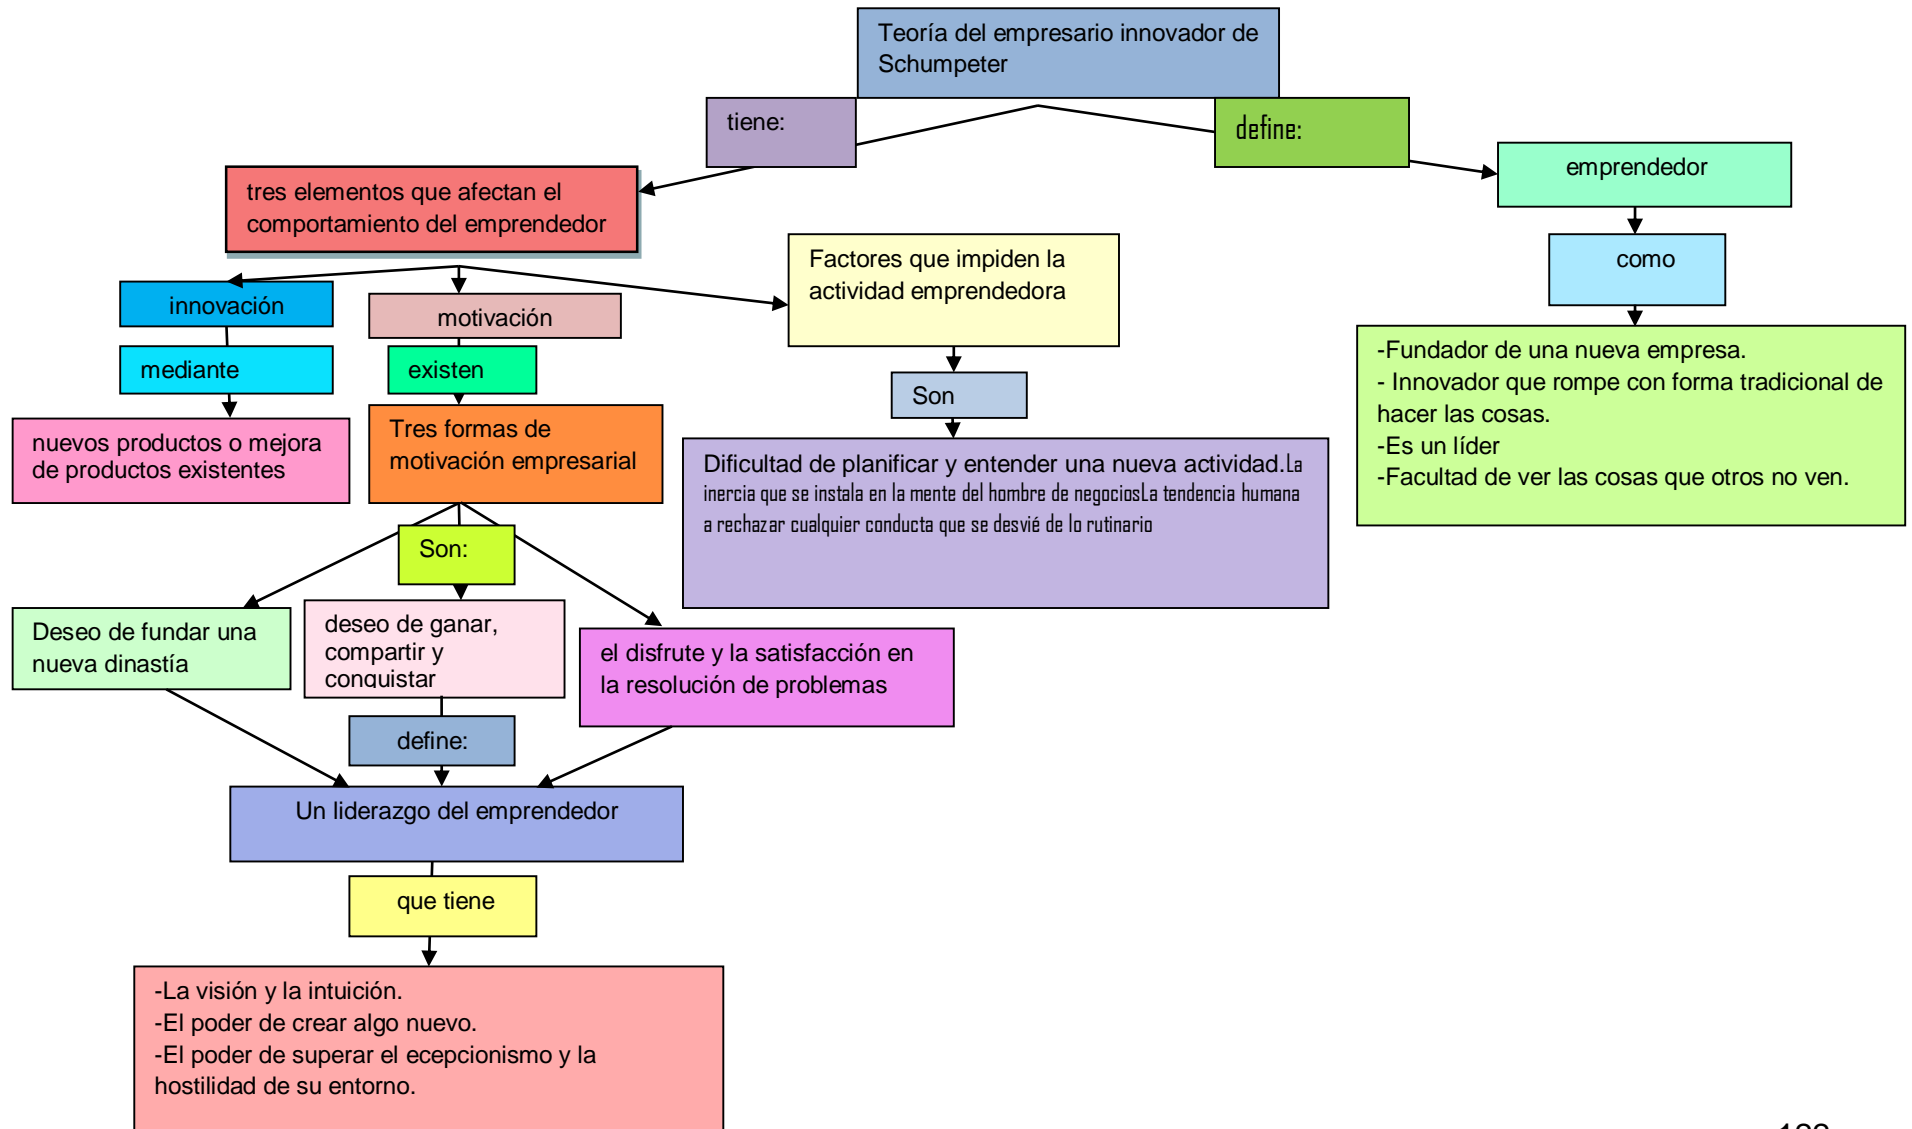 Teoría del empresario innovador de
Schumpeter
tiene:
define:
emprendedor
tres elementos que afectan el
comportamiento del emprendedor
Factores que impiden la
actividad emprendedora
como
innovación
motivación
mediante
existen
Son
-Fundador de una nueva empresa.
- Innovador que rompe con forma tradicional de
hacer las cosas.
-Es un líder
-Facultad de ver las cosas que otros no ven.
nuevos productos o mejora
de productos existentes
Tres formas de
motivación empresarial
Dificultad de planificar y entender una nueva actividad.La
inercia que se instala en la mente del hombre de negociosLa tendencia humana
a rechazar cualquier conducta que se desvié de lo rutinario
Son:
Deseo de fundar una
nueva dinastía
deseo de ganar,
compartir y
conquistar
el disfrute y la satisfacción en
la resolución de problemas
define:
Un liderazgo del emprendedor
que tiene
-La visión y la intuición.
-El poder de crear algo nuevo.
-El poder de superar el ecepcionismo y la
hostilidad de su entorno.